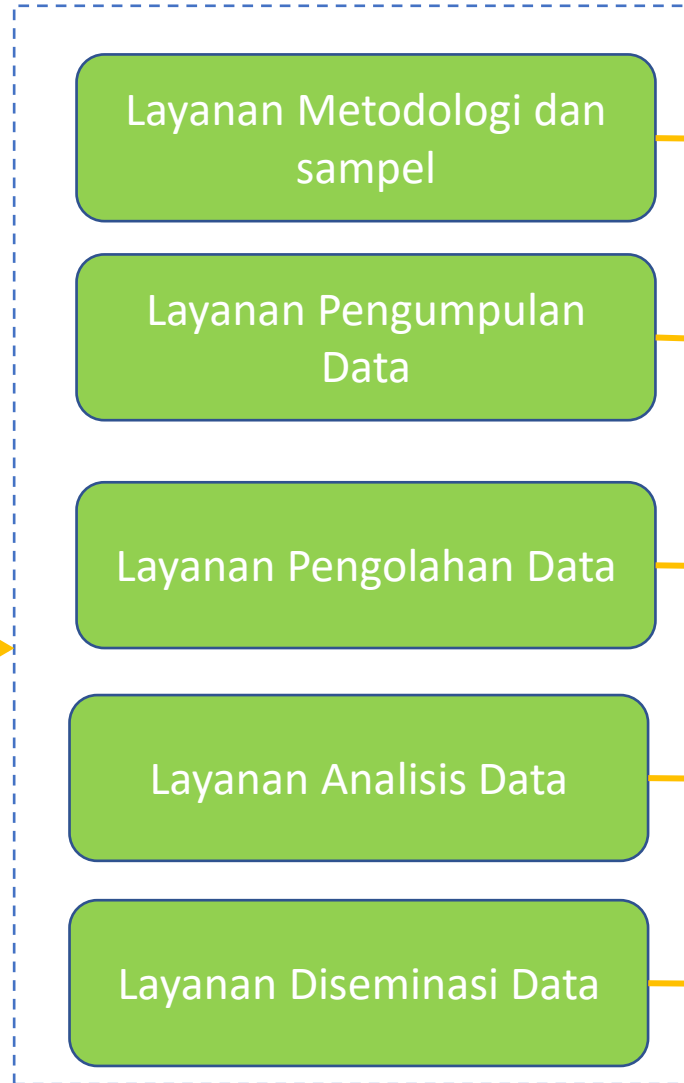 Layanan Metodologi dan
sampel
Layanan Pengumpulan
Data
Layanan Pengolahan Data
Layanan Analisis Data
Layanan Diseminasi Data